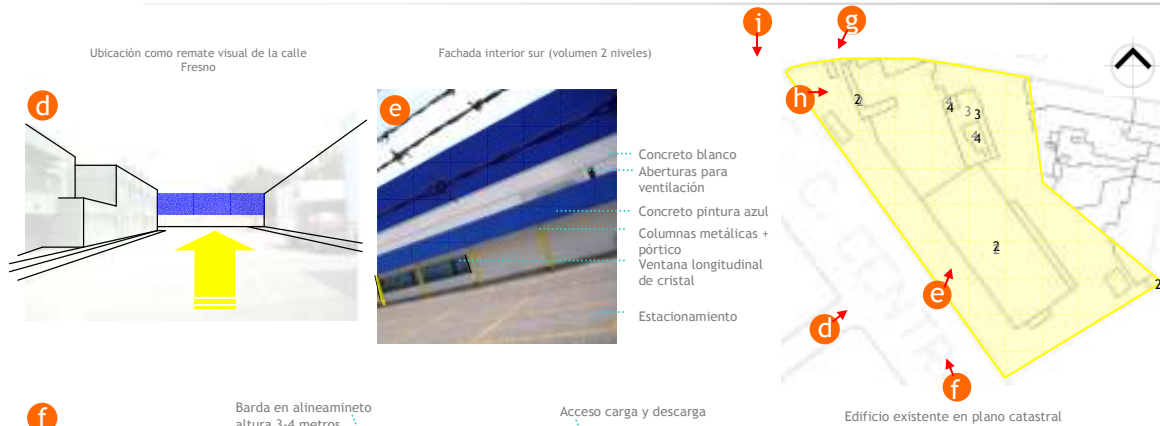 Ubicación como remate visual de la calle
Fresno
d
Fachada interior sur (volumen 2 niveles)
e
Concreto blanco
Aberturas para
ventilación
Concreto pintura azul
Columnas metálicas +
pórtico
Ventana longitudinal
de cristal
Estacionamiento
i
g
h
2
4
3
3
4
2
2
e
d
f
Edificio existente en plano catastral
f
Barda en alineamineto
altura 3-4 metros
Acceso carga y descarga